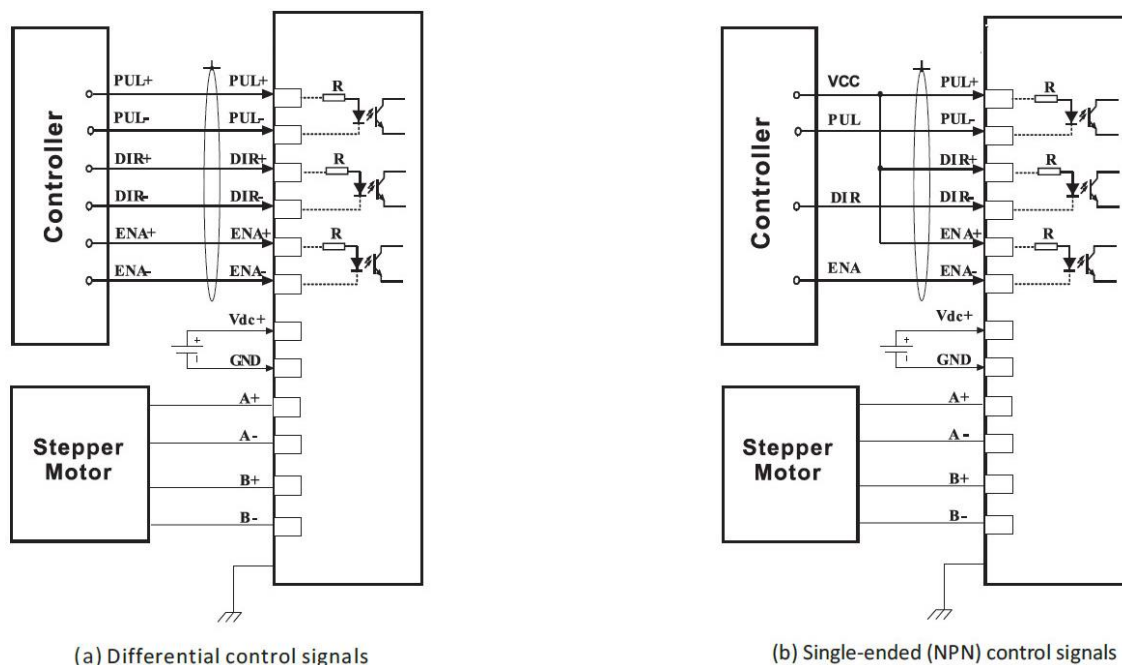 Controller
PUL+ PUL+ R
PUL- PUL-
DIR+ DIR+ R
DIR- DIR-
ENA+ ENA+ R
ENA- ENA-
Vdc+
+
-
GND
Stepper
Motor
A+
A-
B+
B-
(a) Differential control signals
Controller
VCC PUL+ R
PUL PUL-
DIR+ R
DIR DIR-
ENA+ R
ENA ENA-
Vdc+
+
-
GND
Stepper
Motor
A+
A-
B+
B-
(b) Single-ended (NPN) control signals